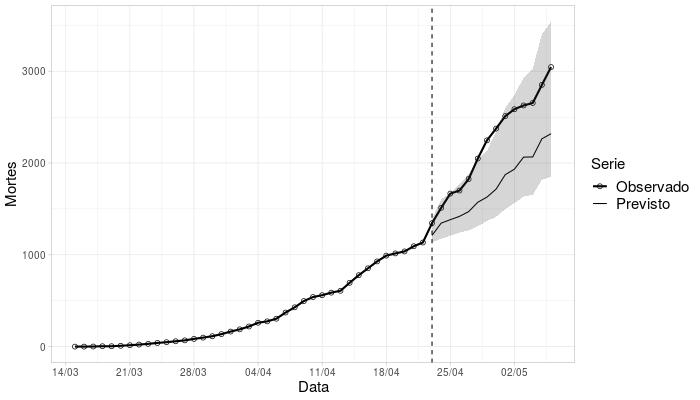 3000
2000
1000
0
Mortes
14/03 21/03 28/03 04/04 11/04 18/04 25/04 02/05
Data
Serie
Observado
Previsto